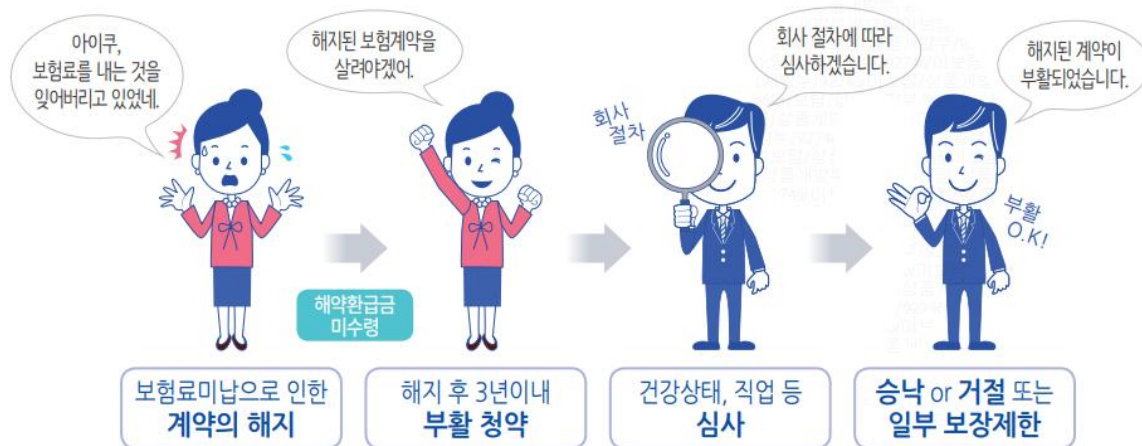 아이쿠,
보험료를 내는 것을
잊어버리고 있었네.
해지된 보험계약을
살려야겠어.
회사 절차에 따라
심사하겠습니다.
해지된 계약이
부활되었습니다.
회사
절차
부활
O.K!
해약환급금
미수령
보험료미납으로 인한
계약의 해지
해지 후 3년이내
부활 청약
건강상태, 직업 등
심사
승낙 or 거절 또는
일부 보장제한